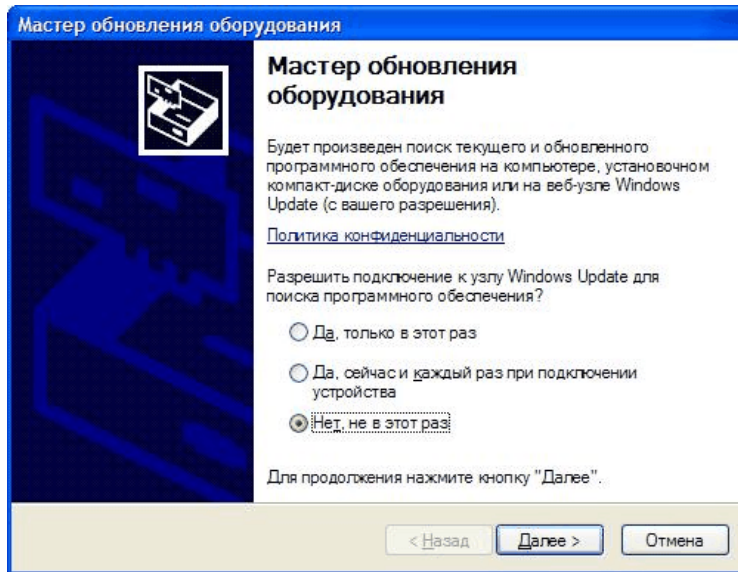 Мастер обновления оборудования
Мастер обновления
оборудования
Будет произведен поиск текущего и обновленного
программного обеспечения на компьютере, установочном
компакт-диске оборудования или на веб-узле Windows
Update (с вашего разрешения).
Политика конфиденциальности
Разрешить подключение к узлу Windows Update для
поиска программного обеспечения?
Да, только в этот раз
Да, сейчас и каждый раз при подключении
устройства
Нет, не в этот раз
Для продолжения нажмите кнопку "Далее".
< Назад Далее > Отмена